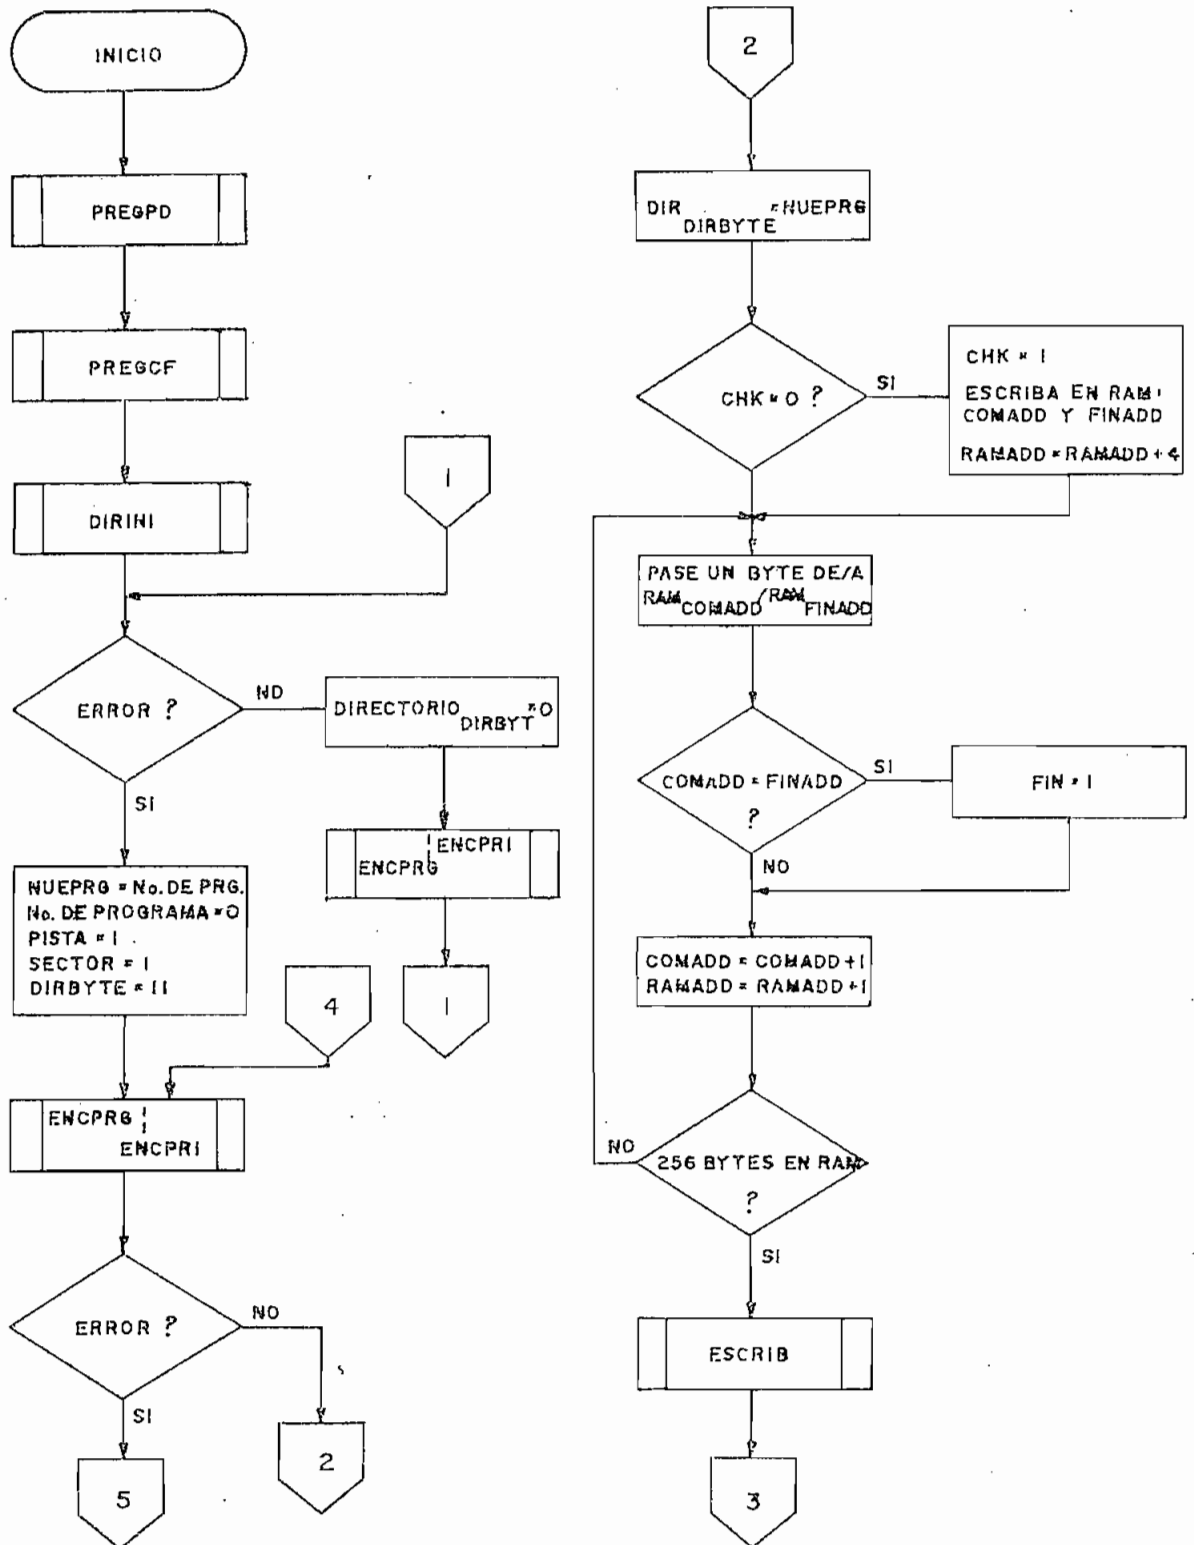 INICIO
PREGPD
PREGCF
DIRINI
1
ERROR ?
NO
DIRECTORIO DIRBYT = 0
SI
ENCPRG ¦ ENCPRI
1
NUEPRG = No. DE PRG.
No. DE PROGRAMA = 0
PISTA = 1
SECTOR = 1
DIRBYTE = 11
4
ENCPRG ¦ ENCPRI
ERROR ?
NO
SI
2
5
2
DIR DIRBYTE = NUEPRG
CHK = 0 ?
SI
CHK = 1
ESCRIBA EN RAM:
COMADD Y FINADD
RAMADD = RAMADD + 4
PASE UN BYTE DE/A
RAM COMADD / RAM FINADD
COMADD = FINADD
?
SI
FIN = 1
NO
COMADD = COMADD + 1
RAMADD = RAMADD + 1
NO
256 BYTES EN RAM
?
SI
ESCRIB
3